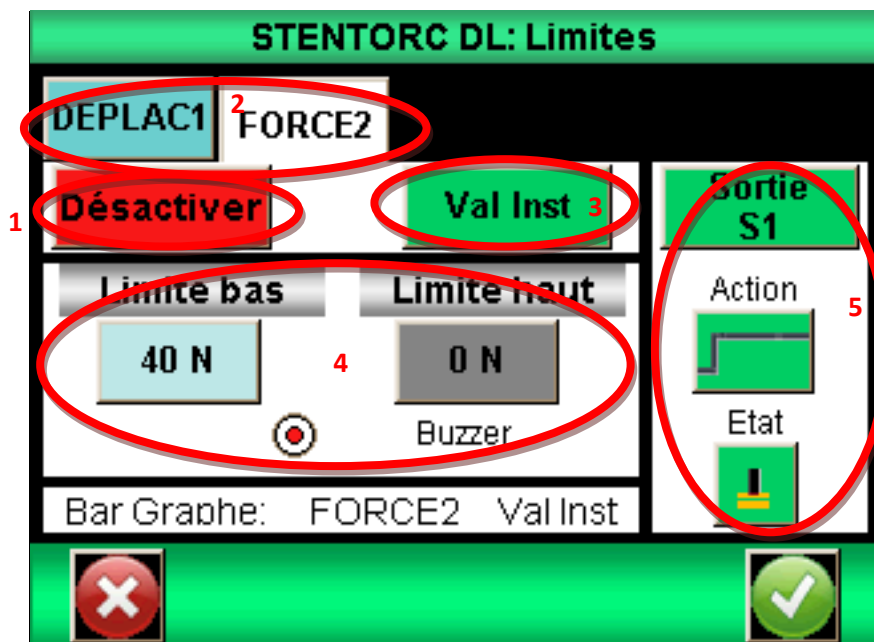 STENTORC DL: Limites
DEPLAC1
2
FORCE2
1
Désactiver
Val Inst
3
Sortie
S1
Limite bas
Limite haut
Action
5
40 N
4
0 N
Buzzer
Etat
Bar Graphe: FORCE2 Val Inst